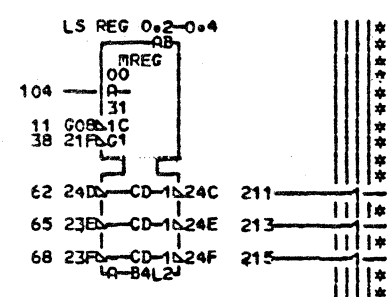 LS REG 0.2-0.4
AB
MREG
00
104 A
31
11 G08 1C
38 21F G1
62 24D CD-1 24C 211
65 23E CD-1 24E 213
68 23F CD-1 24F 215
A-B4L2